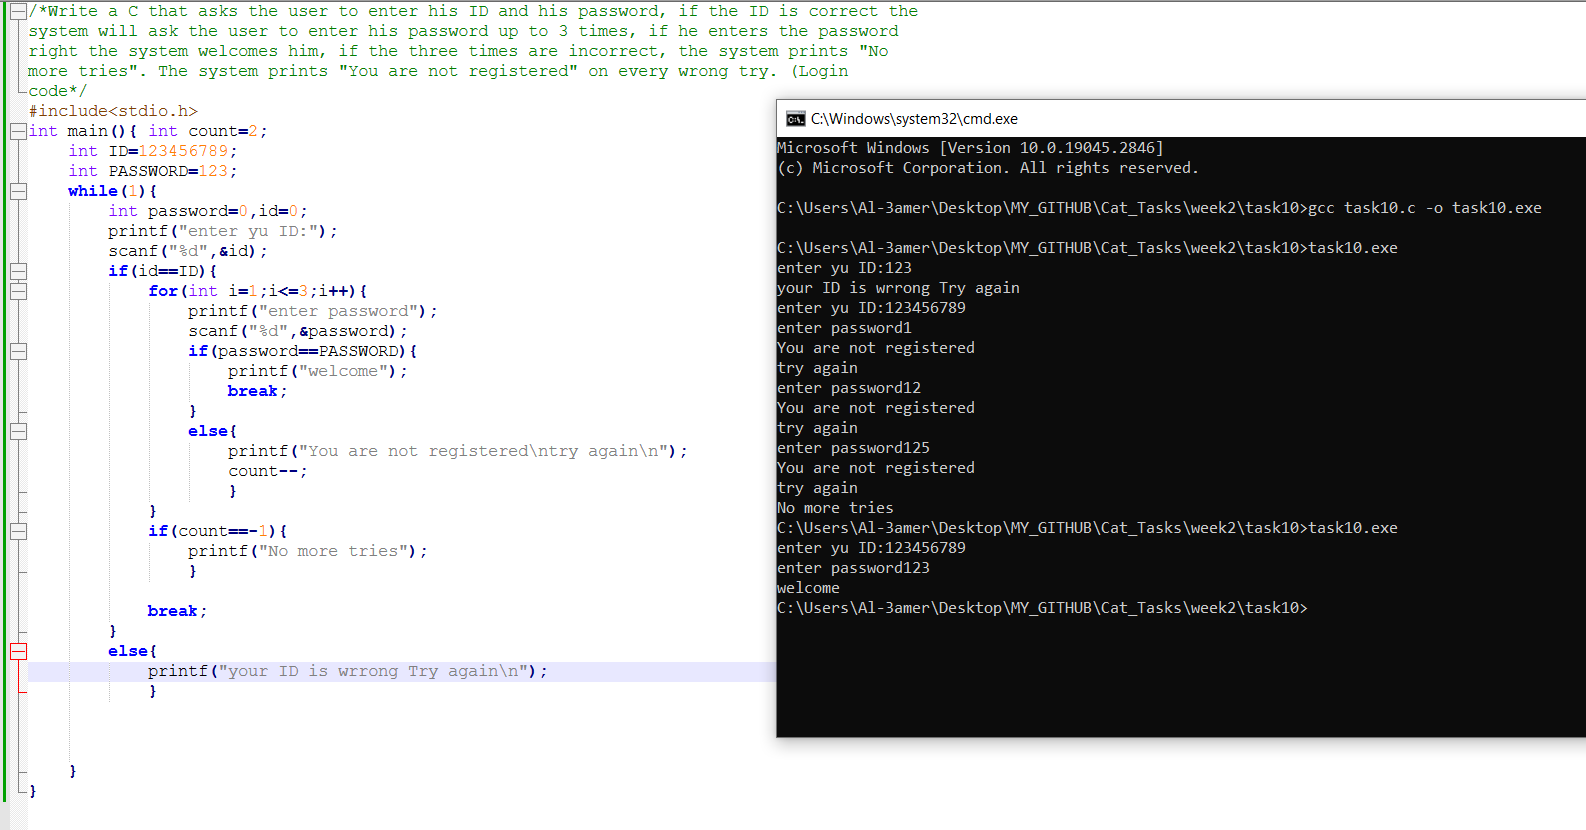 /*Write a C that asks the user to enter his ID and his password, if the ID is correct the
system will ask the user to enter his password up to 3 times, if he enters the password
right the system welcomes him, if the three times are incorrect, the system prints "No
more tries". The system prints "You are not registered" on every wrong try. (Login
code*/
#include<stdio.h>
int main(){ int count=2;
int ID=123456789;
int PASSWORD=123;
while(1){
int password=0,id=0;
printf("enter yu ID:");
scanf("%d",&id);
if(id==ID){
for(int i=1;i<=3;i++){
printf("enter password");
scanf("%d",&password);
if(password==PASSWORD){
printf("welcome");
break;
}
else{
printf("You are not registered\ntry again\n");
count--;
}
}
if(count==-1){
printf("No more tries");
}
break;
}
else{
printf("your ID is wrrong Try again\n");
}
}
}
C:\Windows\system32\cmd.exe
Microsoft Windows [Version 10.0.19045.2846]
(c) Microsoft Corporation. All rights reserved.
C:\Users\Al-3amer\Desktop\MY_GITHUB\Cat_Tasks\week2\task10>gcc task10.c -o task10.exe
C:\Users\Al-3amer\Desktop\MY_GITHUB\Cat_Tasks\week2\task10>task10.exe
enter yu ID:123
your ID is wrrong Try again
enter yu ID:123456789
enter password1
You are not registered
try again
enter password12
You are not registered
try again
enter password125
You are not registered
try again
No more tries
C:\Users\Al-3amer\Desktop\MY_GITHUB\Cat_Tasks\week2\task10>task10.exe
enter yu ID:123456789
enter password123
welcome
C:\Users\Al-3amer\Desktop\MY_GITHUB\Cat_Tasks\week2\task10>